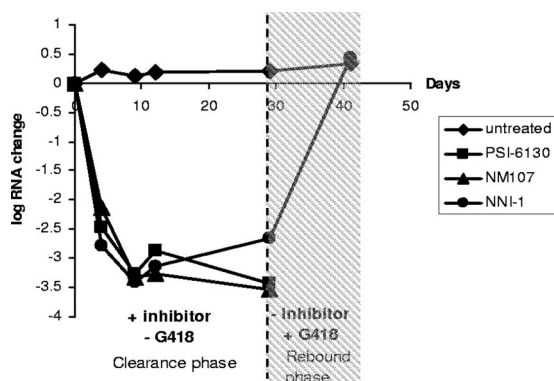 1
0.5
0
-0.5
-1
-1.5
-2
-2.5
-3
-3.5
-4
log RNA change
0 10 20 30 40 50
Days
untreated
PSI-6130
NM107
NNI-1
+ inhibitor
- G418
Clearance phase
- Inhibitor
+ G418
Rebound
phase